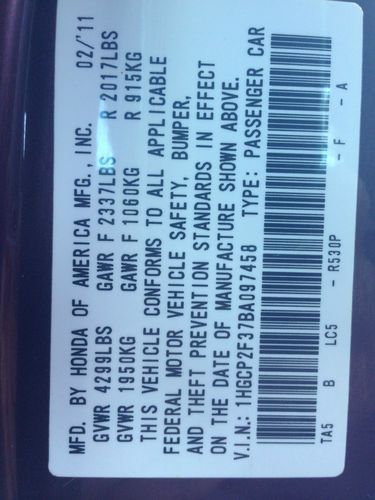 MFD. BY HONDA OF AMERICA MFG., INC. 02/'11
GVWR 4299LBS GAWR F 2337LBS R 2017LBS
GVWR 1950KG GAWR F 1060KG R 915KG
THIS VEHICLE CONFORMS TO ALL APPLICABLE
FEDERAL MOTOR VEHICLE SAFETY, BUMPER,
AND THEFT PREVENTION STANDARDS IN EFFECT
ON THE DATE OF MANUFACTURE SHOWN ABOVE.
V.I.N.: 1HGCP2F37BA097458 TYPE: PASSENGER CAR
TA5 B LC5 - R530P - F - A